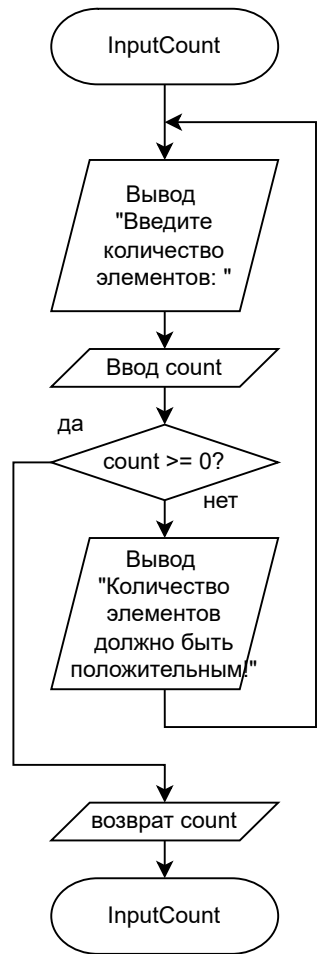 InputCount
Вывод
"Введите
количество
элементов: "
Ввод count
да
count >= 0?
нет
Вывод
"Количество
элементов
должно быть
положительным!"
возврат count
InputCount